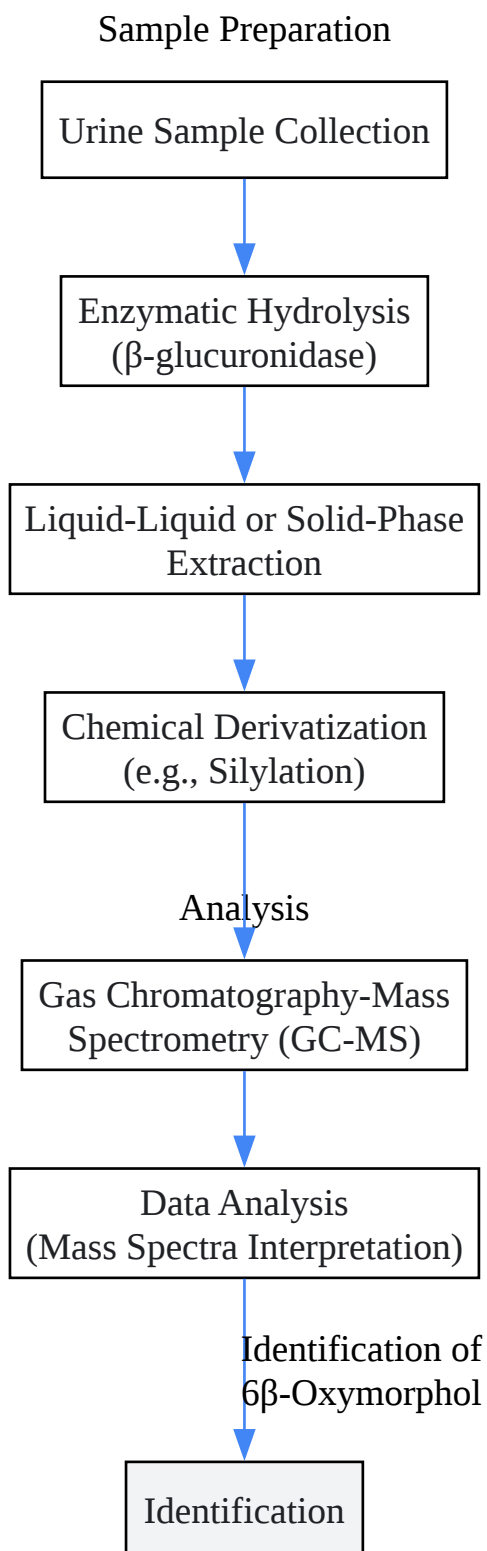 Sample Preparation
Urine Sample Collection
Enzymatic Hydrolysis
(β-glucuronidase)
Liquid-Liquid or Solid-Phase
Extraction
Chemical Derivatization
(e.g., Silylation)
Analysis
Gas Chromatography-Mass
Spectrometry (GC-MS)
Data Analysis
(Mass Spectra Interpretation)
Identification of
6β-Oxymorphol
Identification